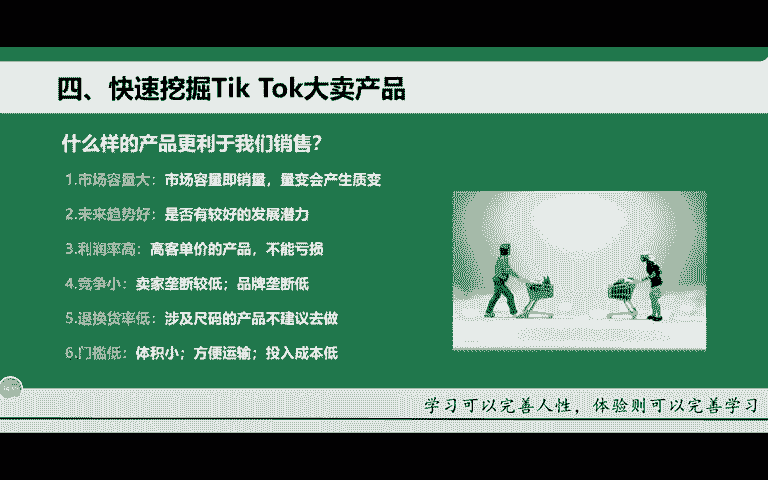 四、快速挖掘Tik Tok大卖产品
什么样的产品更利于我们销售？
1.市场容量大：市场容量即销量，量变会产生质变
2.未来趋势好：是否有较好的发展潜力
3.利润率高：高客单价的产品，不能亏损
4.竞争小：卖家垄断较低；品牌垄断低
5.退换货率低：涉及尺码的产品不建议去做
6.门槛低：体积小；方便运输；投入成本低
学习可以完善人性，体验则可以完善学习